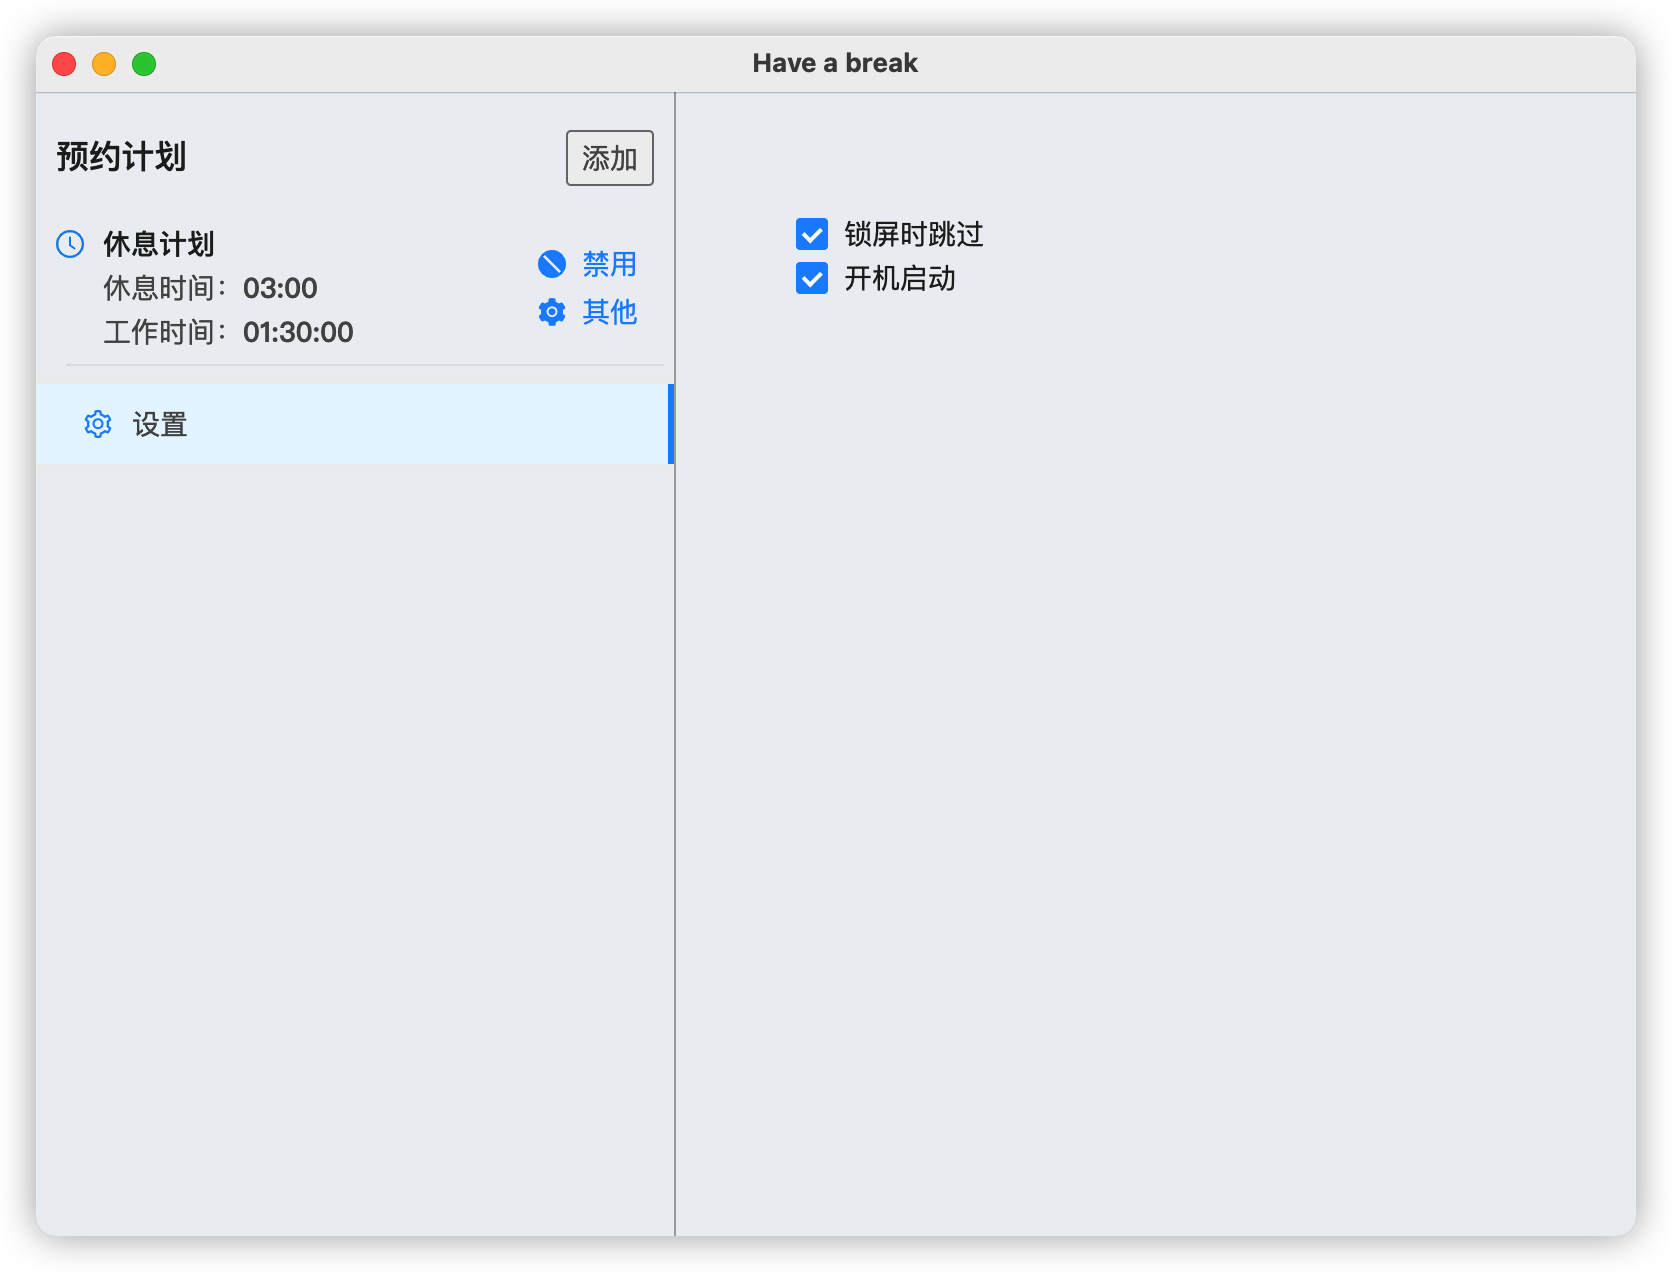 Have a break
预约计划
添加
休息计划
休息时间：03:00
工作时间：01:30:00
禁用
其他
设置
锁屏时跳过
开机启动